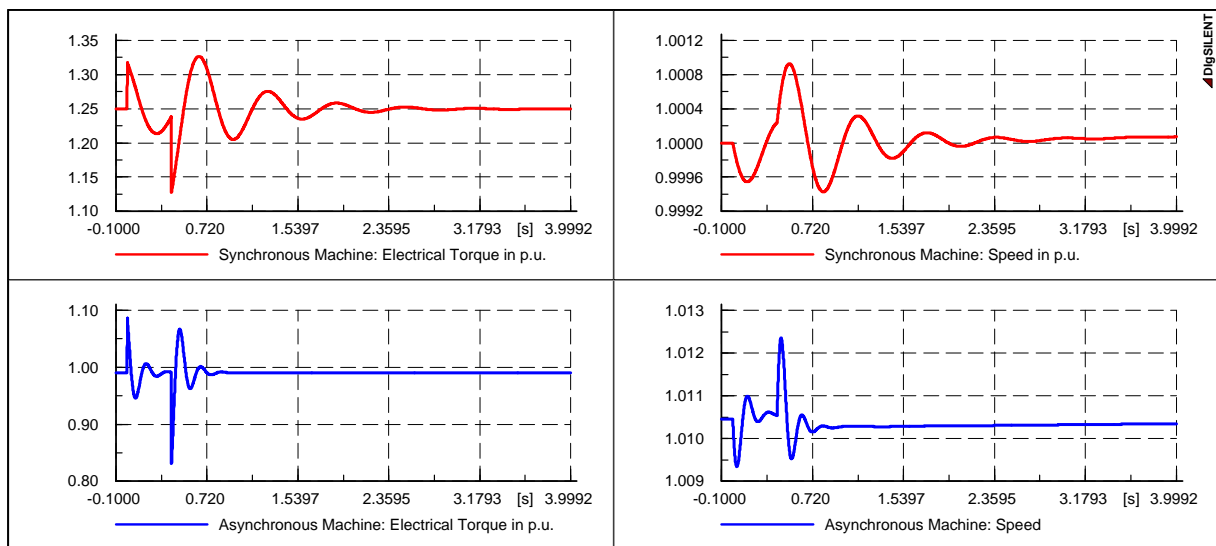 1.35
1.30
1.25
1.20
1.15
1.10
-0.1000 0.720 1.5397 2.3595 3.1793 [s] 3.9992
Synchronous Machine: Electrical Torque in p.u.
1.0012
1.0008
1.0004
1.0000
0.9996
0.9992
-0.1000 0.720 1.5397 2.3595 3.1793 [s] 3.9992
Synchronous Machine: Speed in p.u.
DIgSILENT
1.10
1.00
0.90
0.80
-0.1000 0.720 1.5397 2.3595 3.1793 [s] 3.9992
Asynchronous Machine: Electrical Torque in p.u.
1.013
1.012
1.011
1.010
1.009
-0.1000 0.720 1.5397 2.3595 3.1793 [s] 3.9992
Asynchronous Machine: Speed